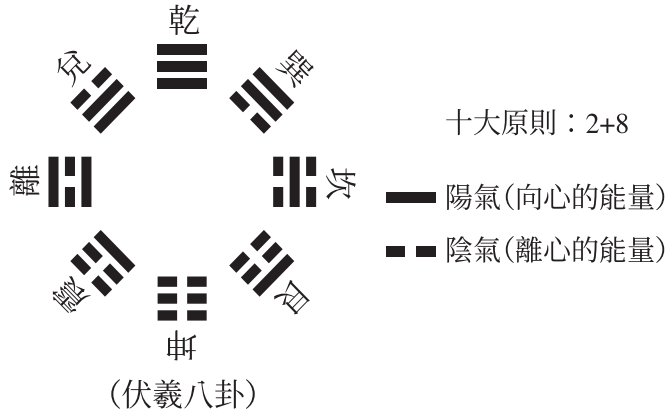 乾
兌
巽
離
坎
震
艮
坤
(伏羲八卦)
十大原則：2+8
陽氣(向心的能量)
陰氣(離心的能量)